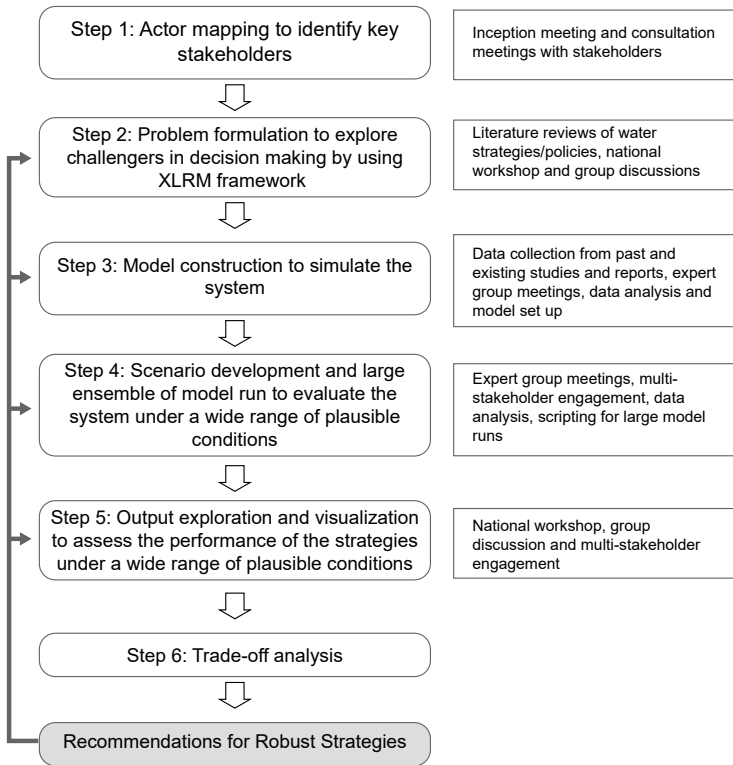 Step 1: Actor mapping to identify key
stakeholders
Inception meeting and consultation
meetings with stakeholders
Step 2: Problem formulation to explore
challengers in decision making by using
XLRM framework
Literature reviews of water
strategies/policies, national
workshop and group discussions
Step 3: Model construction to simulate the
system
Data collection from past and
existing studies and reports, expert
group meetings, data analysis and
model set up
Step 4: Scenario development and large
ensemble of model run to evaluate the
system under a wide range of plausible
conditions
Expert group meetings, multi-
stakeholder engagement, data
analysis, scripting for large model
runs
Step 5: Output exploration and visualization
to assess the performance of the strategies
under a wide range of plausible conditions
National workshop, group
discussion and multi-stakeholder
engagement
Step 6: Trade-off analysis
Recommendations for Robust Strategies